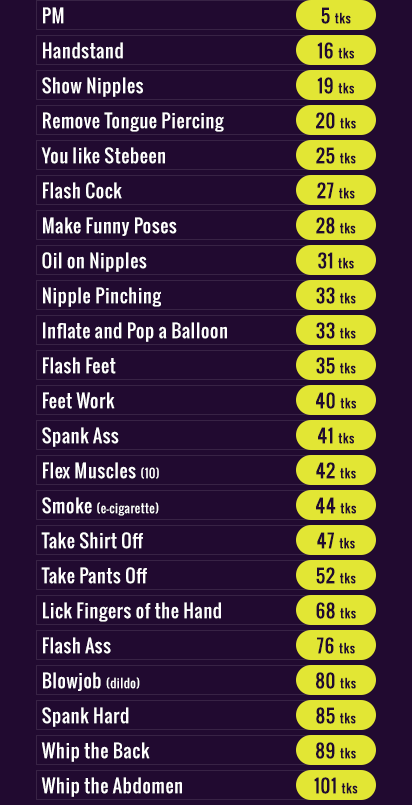 PM 5 tks
Handstand 16 tks
Show Nipples 19 tks
Remove Tongue Piercing 20 tks
You like Stebeen 25 tks
Flash Cock 27 tks
Make Funny Poses 28 tks
Oil on Nipples 31 tks
Nipple Pinching 33 tks
Inflate and Pop a Balloon 33 tks
Flash Feet 35 tks
Feet Work 40 tks
Spank Ass 41 tks
Flex Muscles (10) 42 tks
Smoke (e-cigarette) 44 tks
Take Shirt Off 47 tks
Take Pants Off 52 tks
Lick Fingers of the Hand 68 tks
Flash Ass 76 tks
Blowjob (dildo) 80 tks
Spank Hard 85 tks
Whip the Back 89 tks
Whip the Abdomen 101 tks